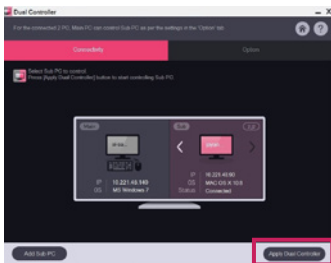 Dual Controller
For the connected 2 PC, Main PC can control Sub PC as per the settings in the 'Option' tab.
Connectivity
Option
Select Sub PC to control.
Press [Apply Dual Controller] button to start controlling Sub PC
Main
Sub
IP 10.221.48.149
OS MS Windows 7
IP 10.221.48.90
OS MAC OS X 10.8
Status Connected
Add Sub PC
Apply Dual Controller